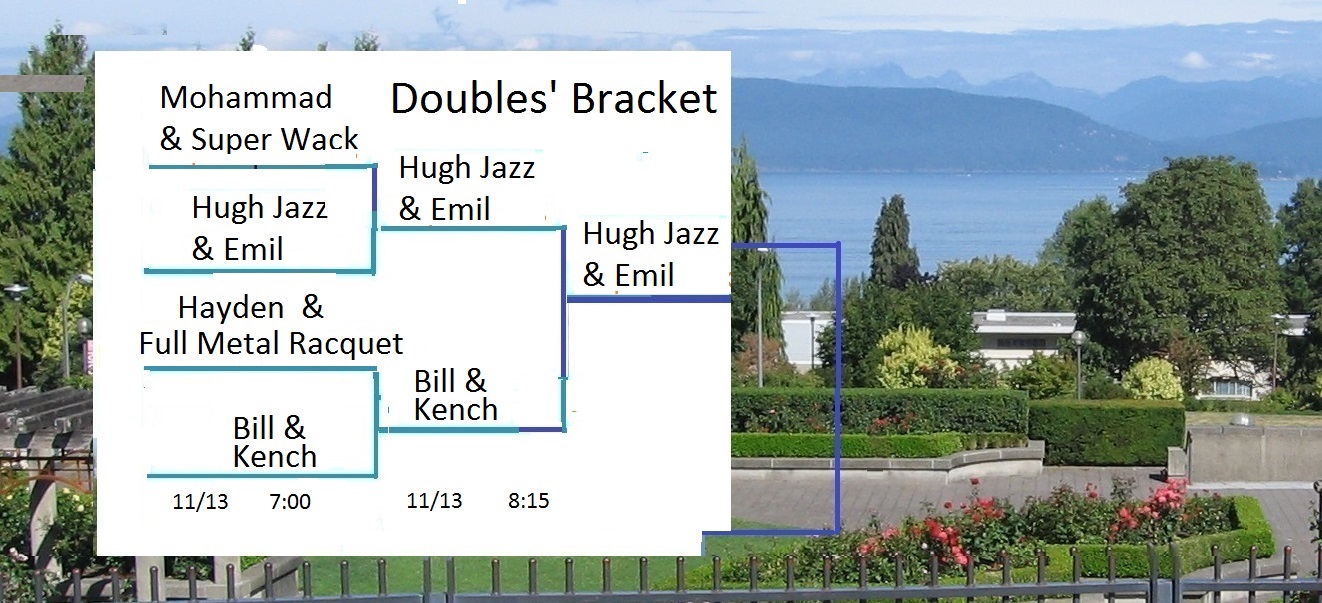 Doubles' Bracket
Mohammad
& Super Wack
Hugh Jazz
& Emil
Hayden &
Full Metal Racquet
Bill &
Kench
11/13 7:00
Hugh Jazz
& Emil
Bill &
Kench
11/13 8:15
Hugh Jazz
& Emil